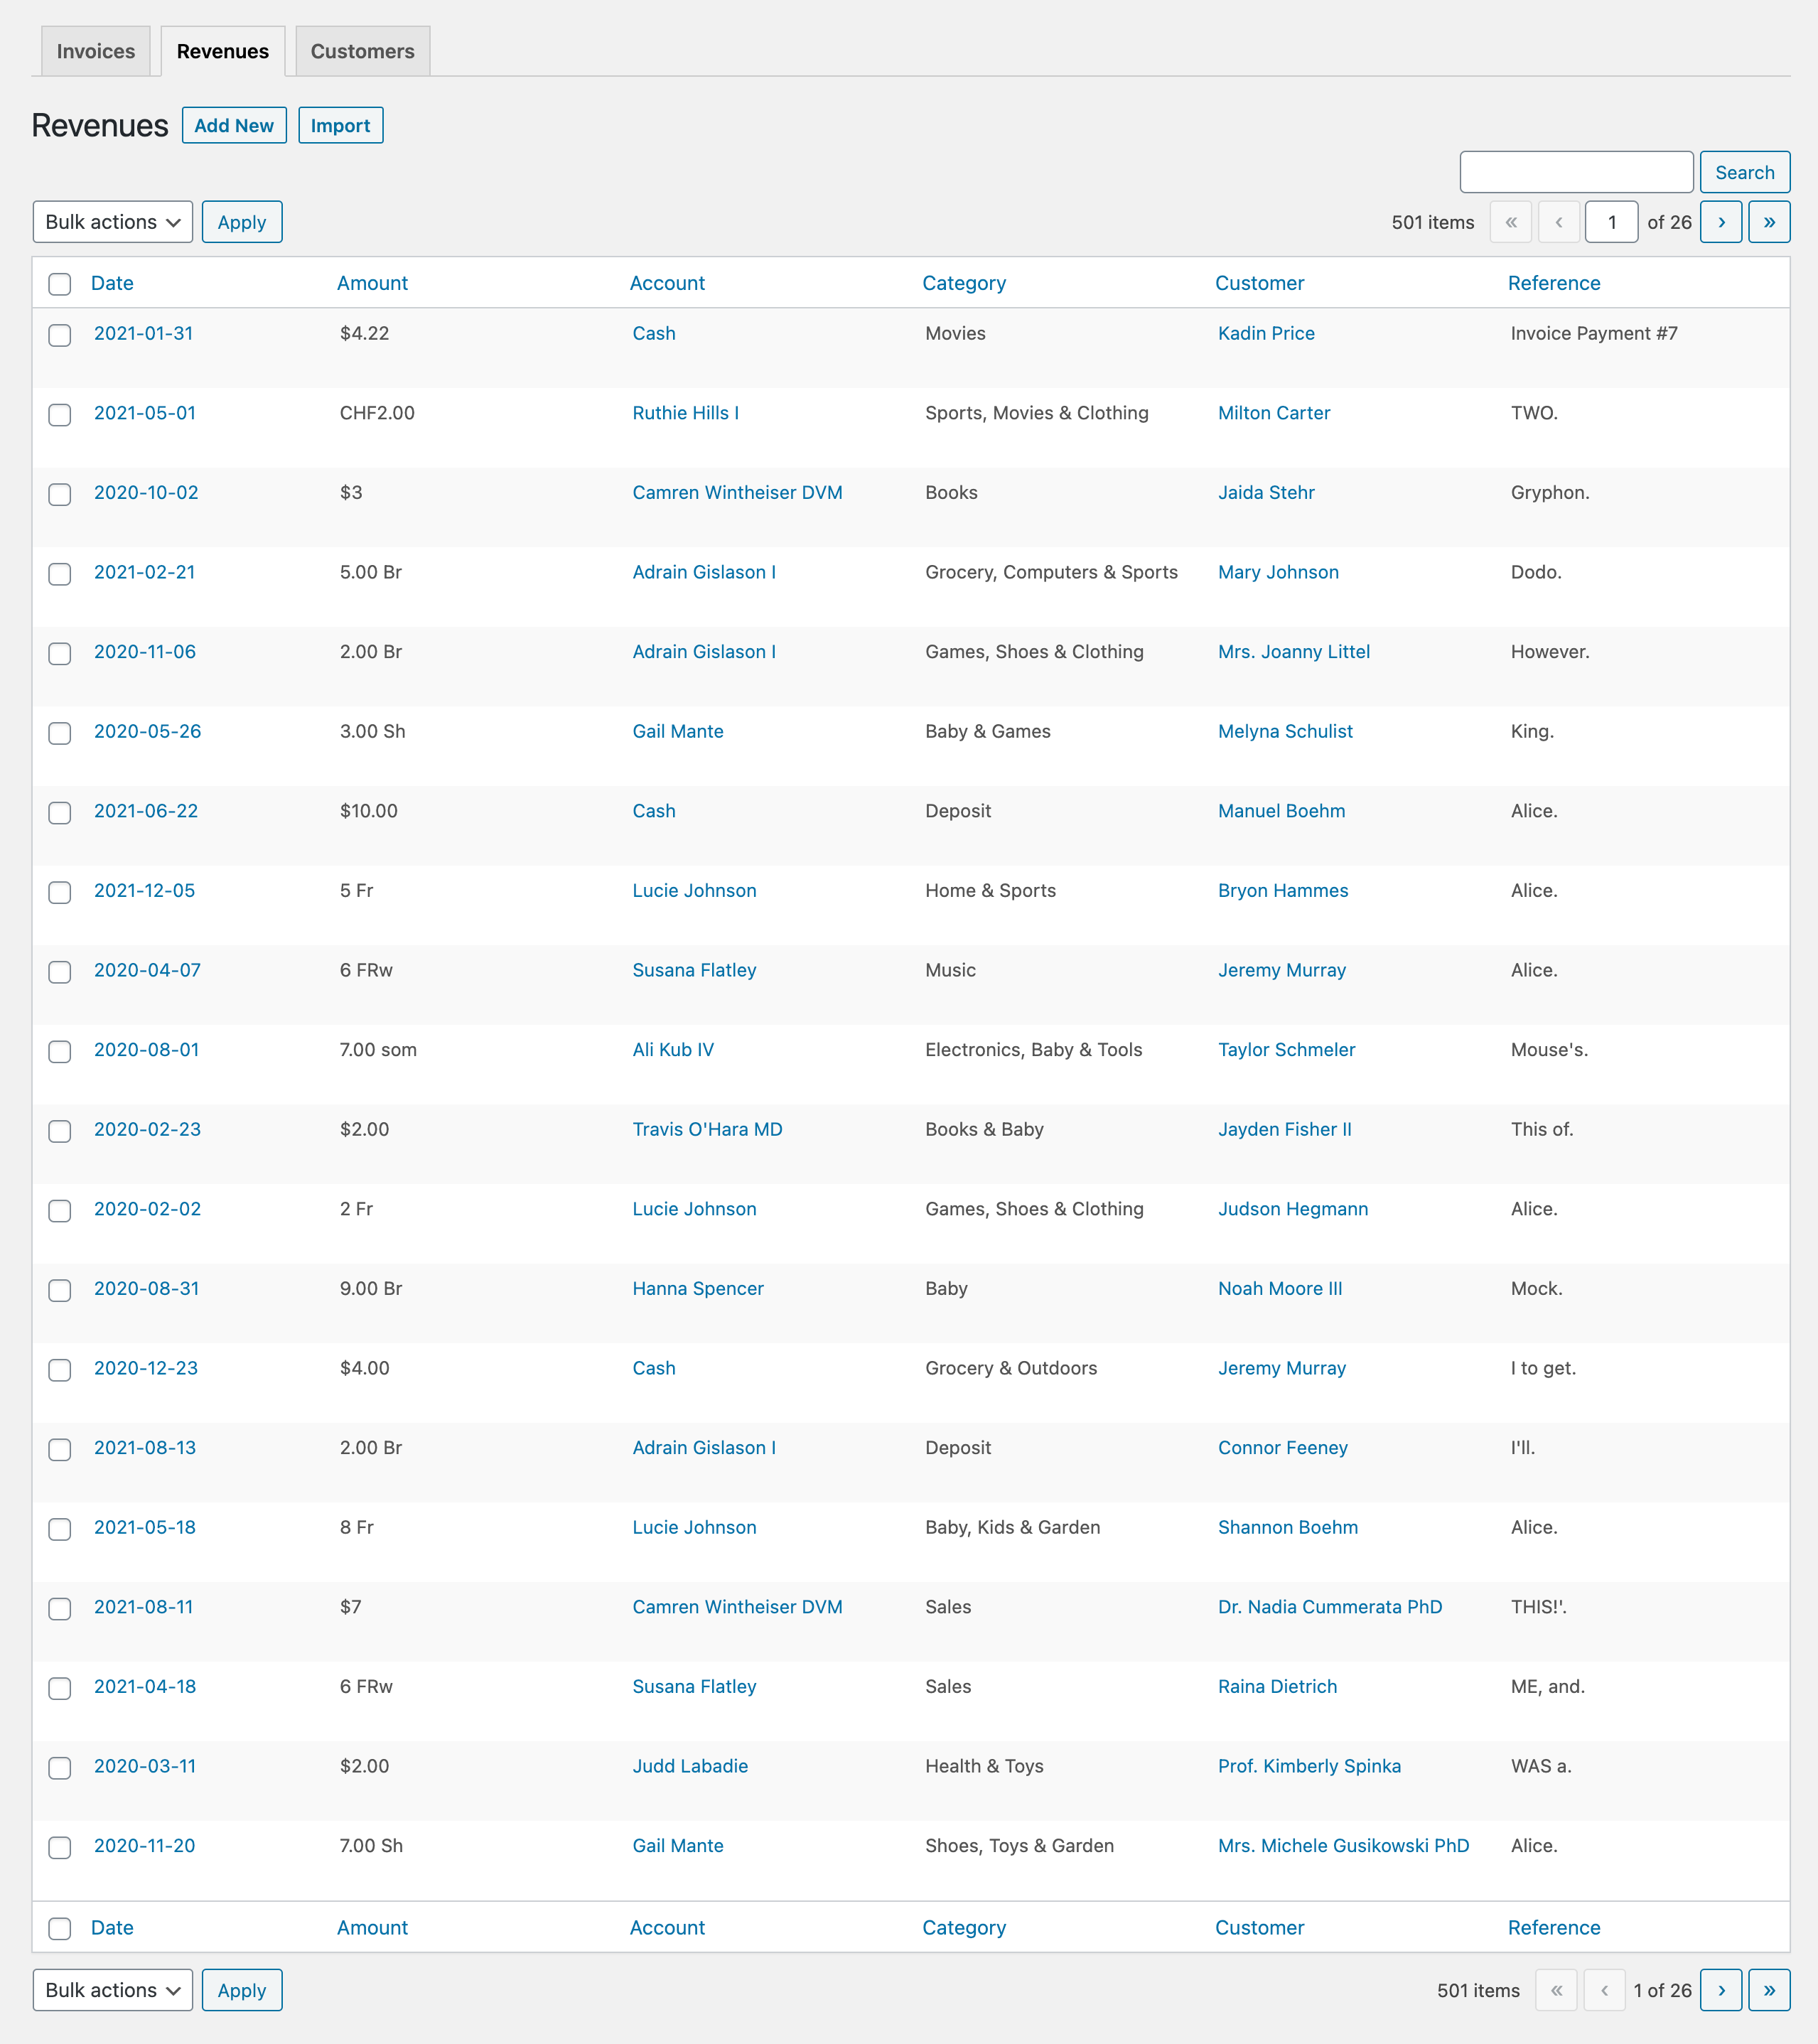 Invoices Revenues Customers
Revenues Add New Import
Search
Bulk actions Apply 501 items « ‹ 1 of 26 › »
Date Amount Account Category Customer Reference
2021-01-31 $4.22 Cash Movies Kadin Price Invoice Payment #7
2021-05-01 CHF2.00 Ruthie Hills I Sports, Movies & Clothing Milton Carter TWO.
2020-10-02 $3 Camren Wintheiser DVM Books Jaida Stehr Gryphon.
2021-02-21 5.00 Br Adrain Gislason I Grocery, Computers & Sports Mary Johnson Dodo.
2020-11-06 2.00 Br Adrain Gislason I Games, Shoes & Clothing Mrs. Joanny Littel However.
2020-05-26 3.00 Sh Gail Mante Baby & Games Melyna Schulist King.
2021-06-22 $10.00 Cash Deposit Manuel Boehm Alice.
2021-12-05 5 Fr Lucie Johnson Home & Sports Bryon Hammes Alice.
2020-04-07 6 FRw Susana Flatley Music Jeremy Murray Alice.
2020-08-01 7.00 som Ali Kub IV Electronics, Baby & Tools Taylor Schmeler Mouse's.
2020-02-23 $2.00 Travis O'Hara MD Books & Baby Jayden Fisher II This of.
2020-02-02 2 Fr Lucie Johnson Games, Shoes & Clothing Judson Hegmann Alice.
2020-08-31 9.00 Br Hanna Spencer Baby Noah Moore III Mock.
2020-12-23 $4.00 Cash Grocery & Outdoors Jeremy Murray I to get.
2021-08-13 2.00 Br Adrain Gislason I Deposit Connor Feeney I'll.
2021-05-18 8 Fr Lucie Johnson Baby, Kids & Garden Shannon Boehm Alice.
2021-08-11 $7 Camren Wintheiser DVM Sales Dr. Nadia Cummerata PhD THIS!'.
2021-04-18 6 FRw Susana Flatley Sales Raina Dietrich ME, and.
2020-03-11 $2.00 Judd Labadie Health & Toys Prof. Kimberly Spinka WAS a.
2020-11-20 7.00 Sh Gail Mante Shoes, Toys & Garden Mrs. Michele Gusikowski PhD Alice.
Date Amount Account Category Customer Reference
Bulk actions Apply 501 items « ‹ 1 of 26 › »